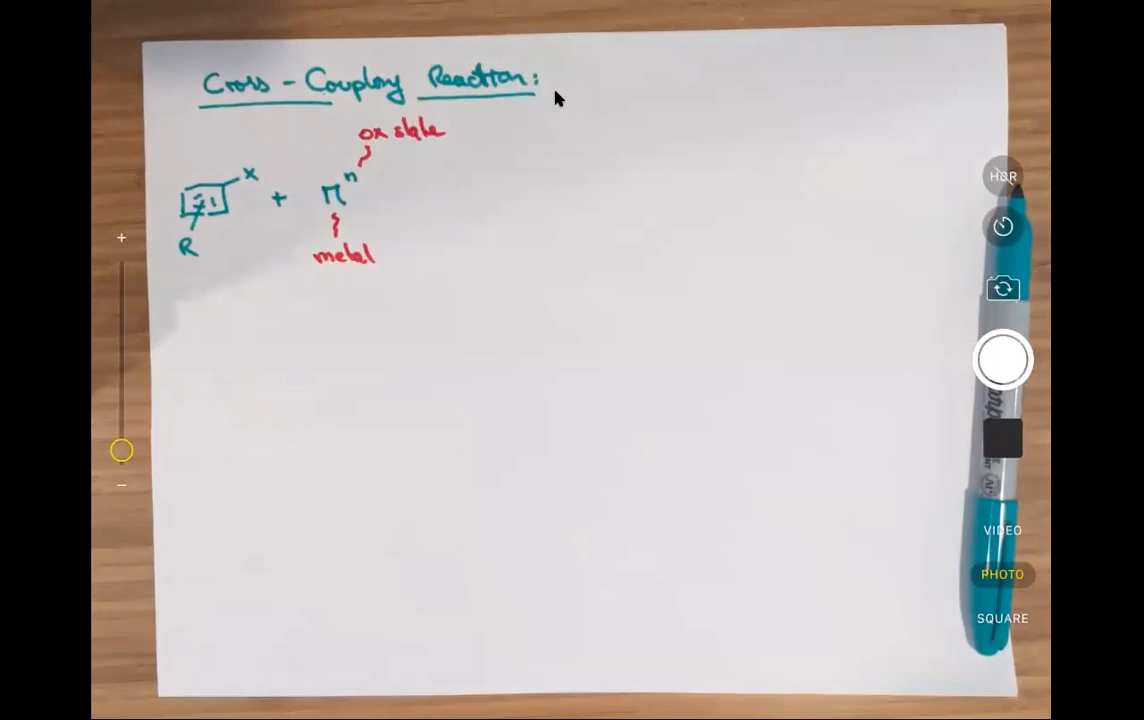 Cross - Coupling Reaction:
ox state
X
+ M n
R
metal
HDR
VIDEO
PHOTO
SQUARE